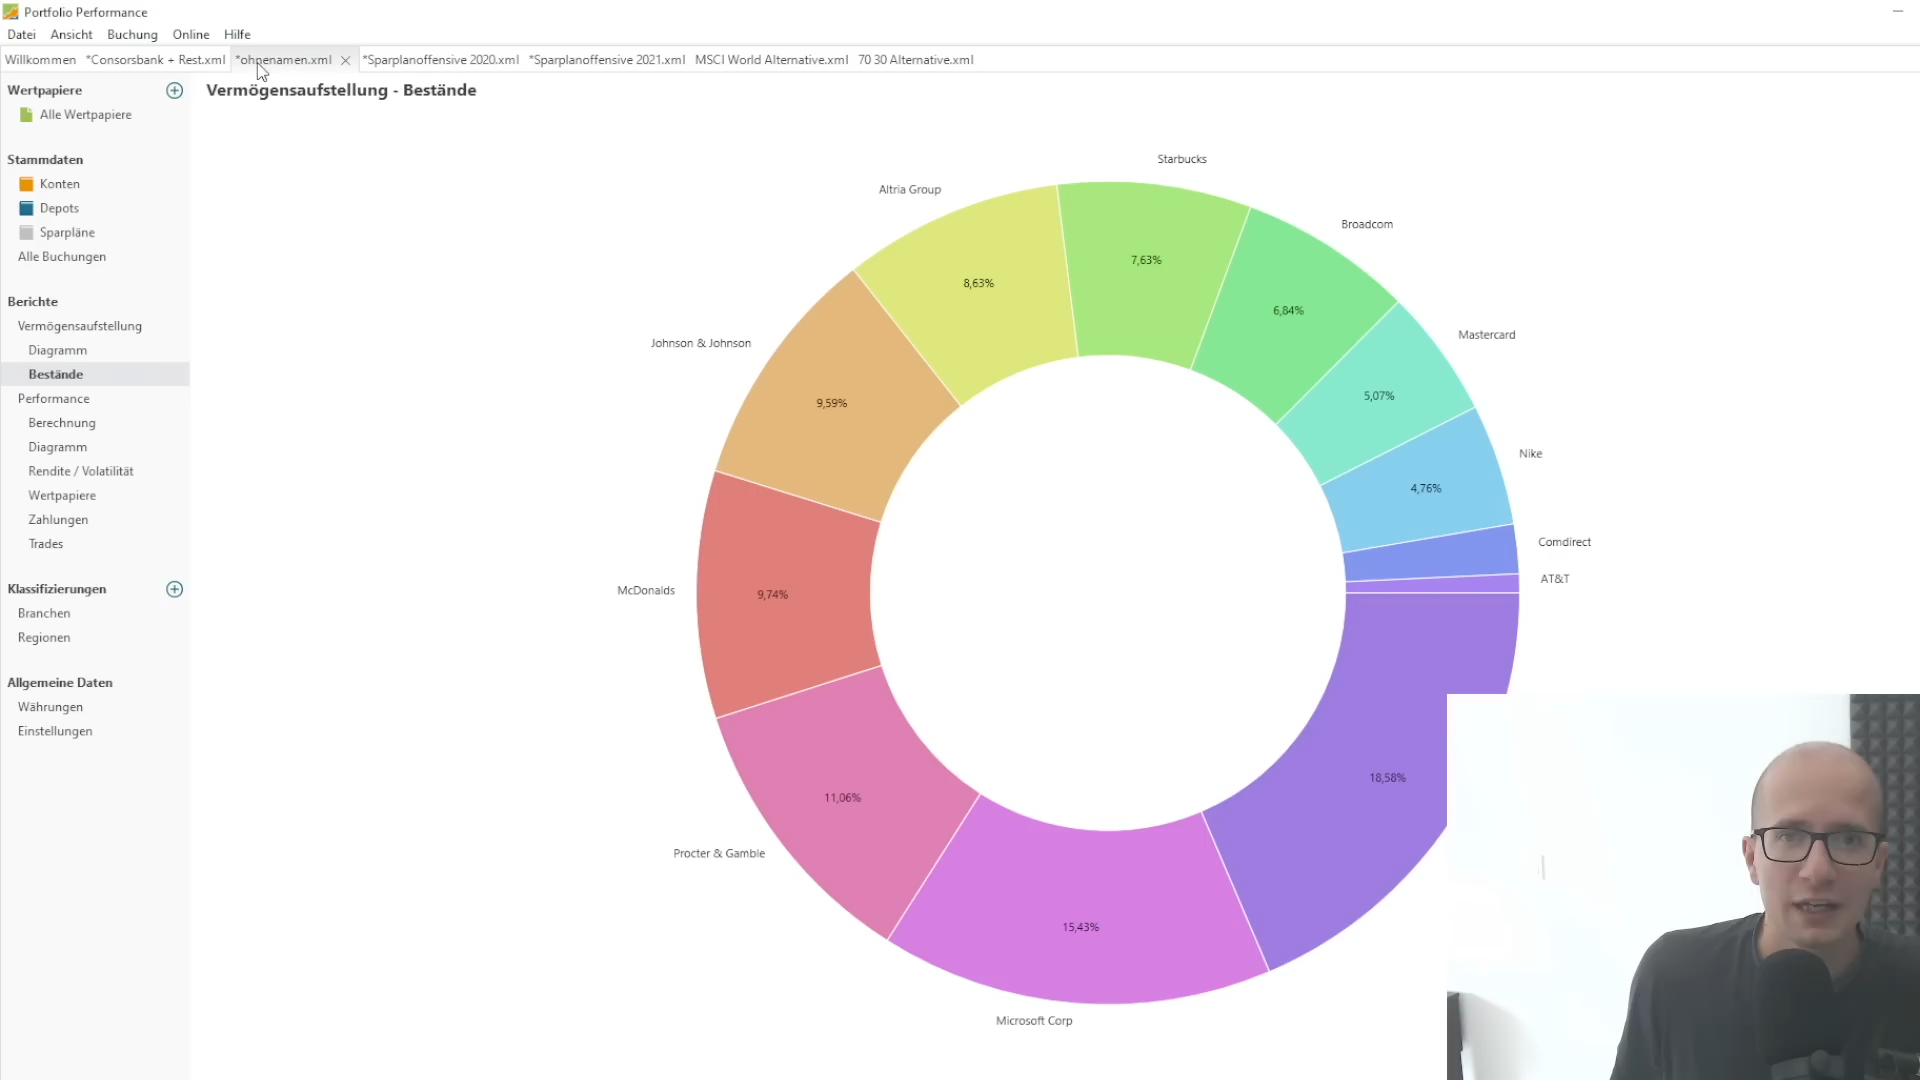 Portfolio Performance
Datei Ansicht Buchung Online Hilfe
Willkommen *Consorsbank + Rest.xml *ohnenamen.xml *Sparplanoffensive 2020.xml *Sparplanoffensive 2021.xml MSCI World Alternative.xml 70 30 Alternative.xml
Wertpapiere
Alle Wertpapiere
Stammdaten
Konten
Depots
Sparpläne
Alle Buchungen
Berichte
Vermögensaufstellung
Diagramm
Bestände
Performance
Berechnung
Diagramm
Rendite / Volatilität
Wertpapiere
Zahlungen
Trades
Klassifizierungen
Branchen
Regionen
Allgemeine Daten
Währungen
Einstellungen
Vermögensaufstellung - Bestände
Starbucks
Altria Group
Broadcom
7,63%
8,63%
6,84%
Mastercard
Johnson & Johnson
5,07%
9,59%
Nike
4,76%
Comdirect
AT&T
McDonalds
9,74%
18,58%
11,06%
Procter & Gamble
15,43%
Microsoft Corp